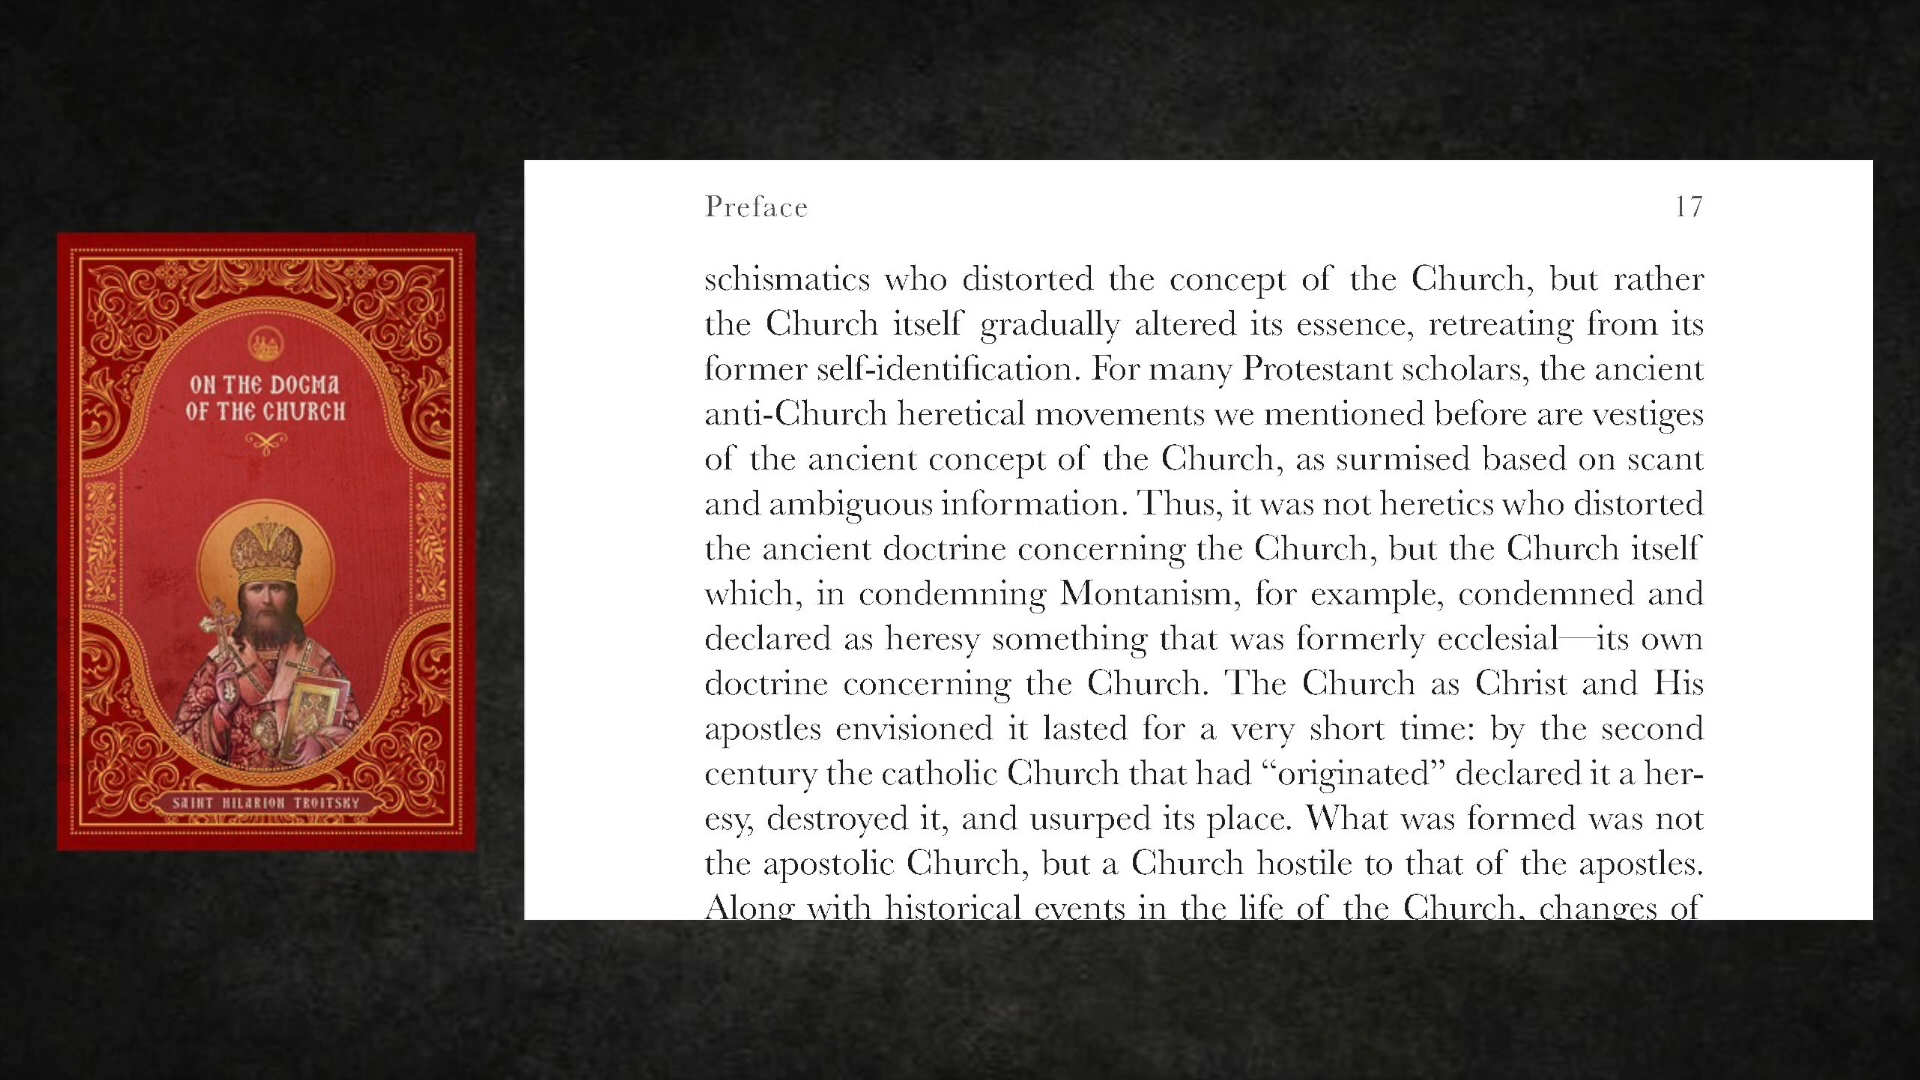 ON THE DOGMA
OF THE CHURCH
SAINT HILARION TROITSKY
Preface 17
schismatics who distorted the concept of the Church, but rather
the Church itself gradually altered its essence, retreating from its
former self-identification. For many Protestant scholars, the ancient
anti-Church heretical movements we mentioned before are vestiges
of the ancient concept of the Church, as surmised based on scant
and ambiguous information. Thus, it was not heretics who distorted
the ancient doctrine concerning the Church, but the Church itself
which, in condemning Montanism, for example, condemned and
declared as heresy something that was formerly ecclesial—its own
doctrine concerning the Church. The Church as Christ and His
apostles envisioned it lasted for a very short time: by the second
century the catholic Church that had “originated” declared it a her-
esy, destroyed it, and usurped its place. What was formed was not
the apostolic Church, but a Church hostile to that of the apostles.
Along with historical events in the life of the Church, changes of